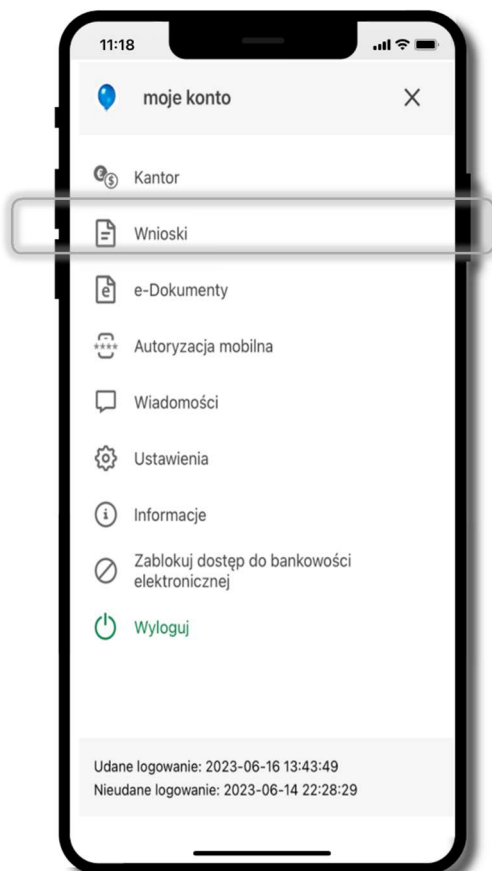 11:18
moje konto
Kantor
Wnioski
e-Dokumenty
Autoryzacja mobilna
Wiadomości
Ustawienia
Informacje
Zablokuj dostęp do bankowości
elektronicznej
Wyloguj
Udane logowanie: 2023-06-16 13:43:49
Nieudane logowanie: 2023-06-14 22:28:29